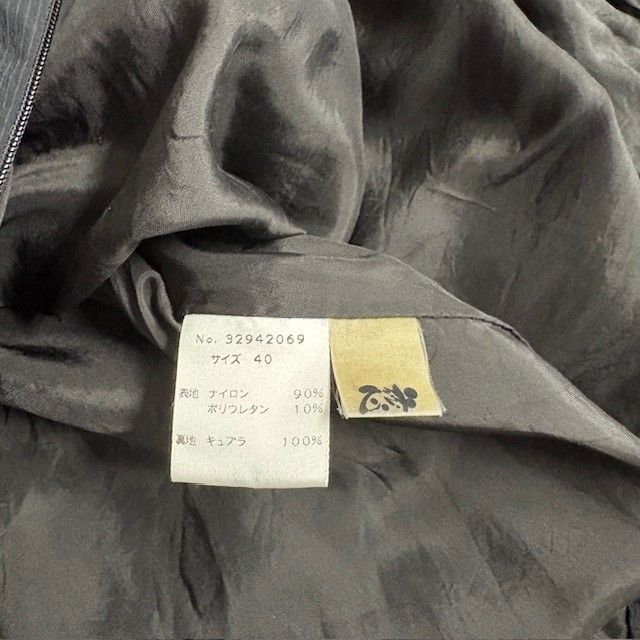 No. 32942069
サイズ 40
表地 ナイロン 90%
ポリウレタン 10%
裏地 キュプラ 100%